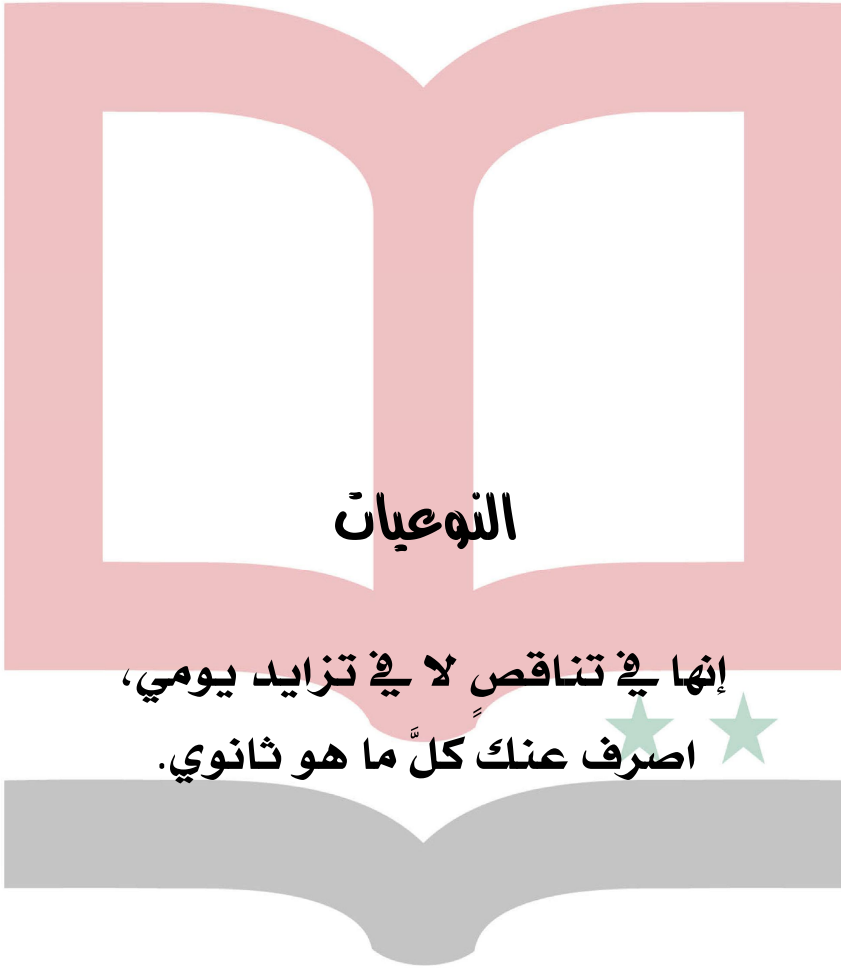 النوعيات
إنها في تناقصٍ لا في تزايد يومي،
اصرف عنك كلَّ ما هو ثانوي.